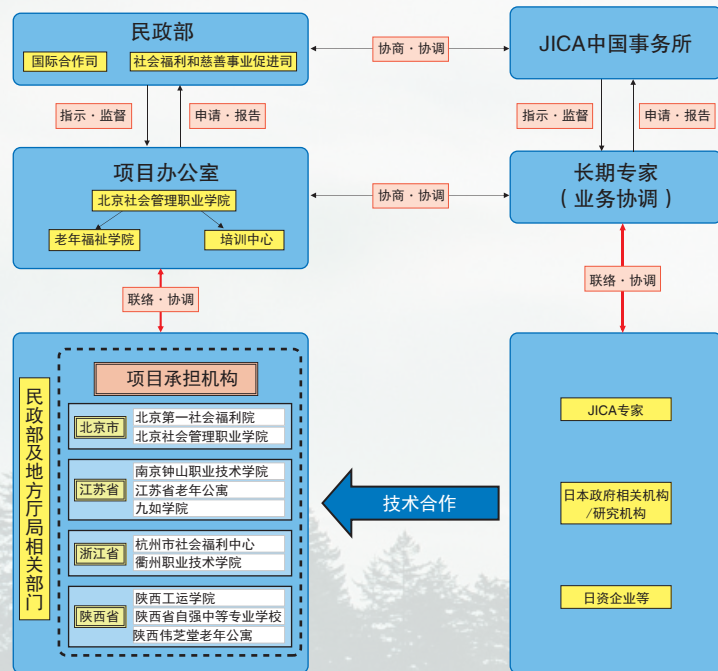 民政部
国际合作司
社会福利和慈善事业促进司
协商·协调
JICA中国事务所
指示·监督
申请·报告
指示·监督
申请·报告
项目办公室
北京社会管理职业学院
老年福祉学院
培训中心
协商·协调
长期专家
（业务协调）
联络·协调
联络·协调
民政部及地方厅局相关部门
项目承担机构
北京市
北京第一社会福利院
北京社会管理职业学院
江苏省
南京钟山职业技术学院
江苏省老年公寓
九如学院
浙江省
杭州市社会福利中心
衢州职业技术学院
陕西省
陕西工运学院
陕西省自强中等专业学校
陕西伟芝堂老年公寓
技术合作
JICA专家
日本政府相关机构
/研究机构
日资企业等